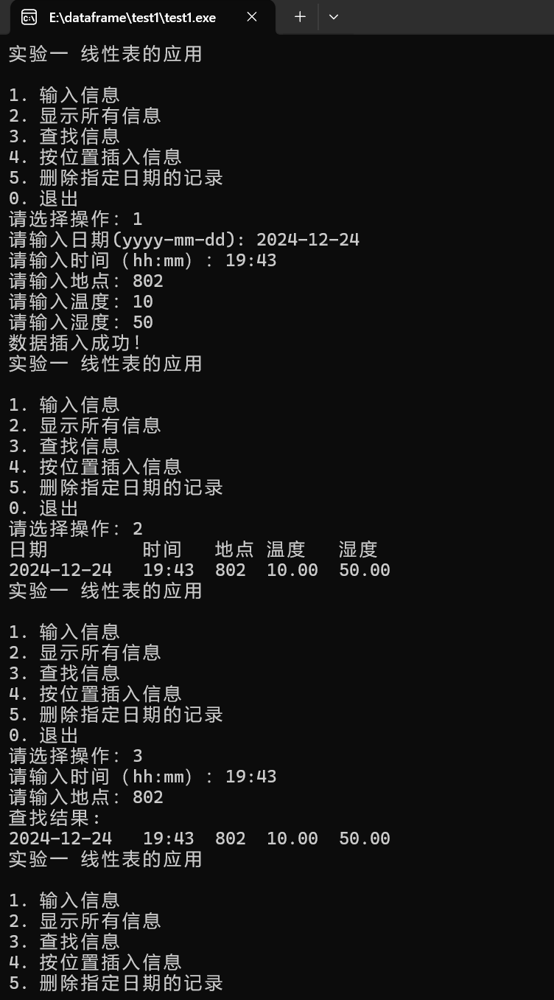 E:\dataframe\test1\test1.exe
实验一 线性表的应用
1. 输入信息
2. 显示所有信息
3. 查找信息
4. 按位置插入信息
5. 删除指定日期的记录
0. 退出
请选择操作: 1
请输入日期(yyyy-mm-dd): 2024-12-24
请输入时间（hh:mm）: 19:43
请输入地点: 802
请输入温度: 10
请输入湿度: 50
数据插入成功!
实验一 线性表的应用
1. 输入信息
2. 显示所有信息
3. 查找信息
4. 按位置插入信息
5. 删除指定日期的记录
0. 退出
请选择操作: 2
日期 时间 地点 温度 湿度
2024-12-24 19:43 802 10.00 50.00
实验一 线性表的应用
1. 输入信息
2. 显示所有信息
3. 查找信息
4. 按位置插入信息
5. 删除指定日期的记录
0. 退出
请选择操作: 3
请输入时间（hh:mm）: 19:43
请输入地点: 802
查找结果:
2024-12-24 19:43 802 10.00 50.00
实验一 线性表的应用
1. 输入信息
2. 显示所有信息
3. 查找信息
4. 按位置插入信息
5. 删除指定日期的记录